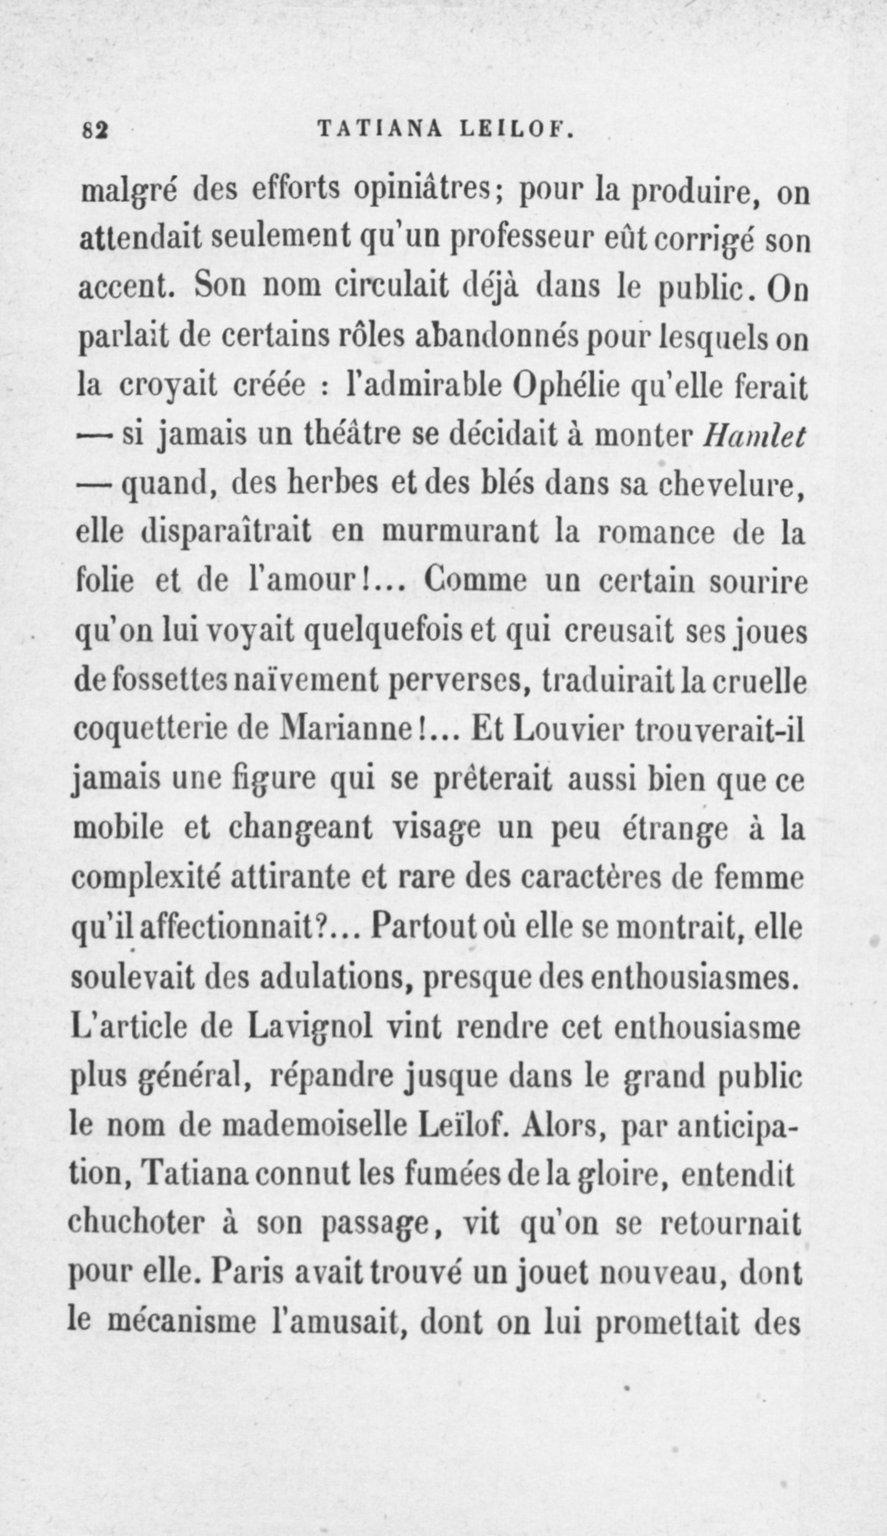 82 TATIANA LEILOF.
malgré des efforts opiniâtres; pour la produire, on
attendait seulement qu'un professeur eût corrigé son
accent. Son nom circulait déjà dans le public. On
parlait de certains rôles abandonnés pour lesquels on
la croyait créée : l'admirable Ophélie qu'elle ferait
— si jamais un théâtre se décidait à monter Hamlet
— quand, des herbes et des blés dans sa chevelure,
elle disparaîtrait en murmurant la romance de la
folie et de l'amour!... Comme un certain sourire
qu'on lui voyait quelquefois et qui creusait ses joues
de fossettes naïvement perverses, traduirait la cruelle
coquetterie de Marianne!... Et Louvier trouverait-il
jamais une figure qui se prêterait aussi bien que ce
mobile et changeant visage un peu étrange à la
complexité attirante et rare des caractères de femme
qu'il affectionnait?... Partout où elle se montrait, elle
soulevait des adulations, presque des enthousiasmes.
L'article de Lavignol vint rendre cet enthousiasme
plus général, répandre jusque dans le grand public
le nom de mademoiselle Leïlof. Alors, par anticipa-
tion, Tatiana connut les fumées de la gloire, entendit
chuchoter à son passage, vit qu'on se retournait
pour elle. Paris avait trouvé un jouet nouveau, dont
le mécanisme l'amusait, dont on lui promettait des